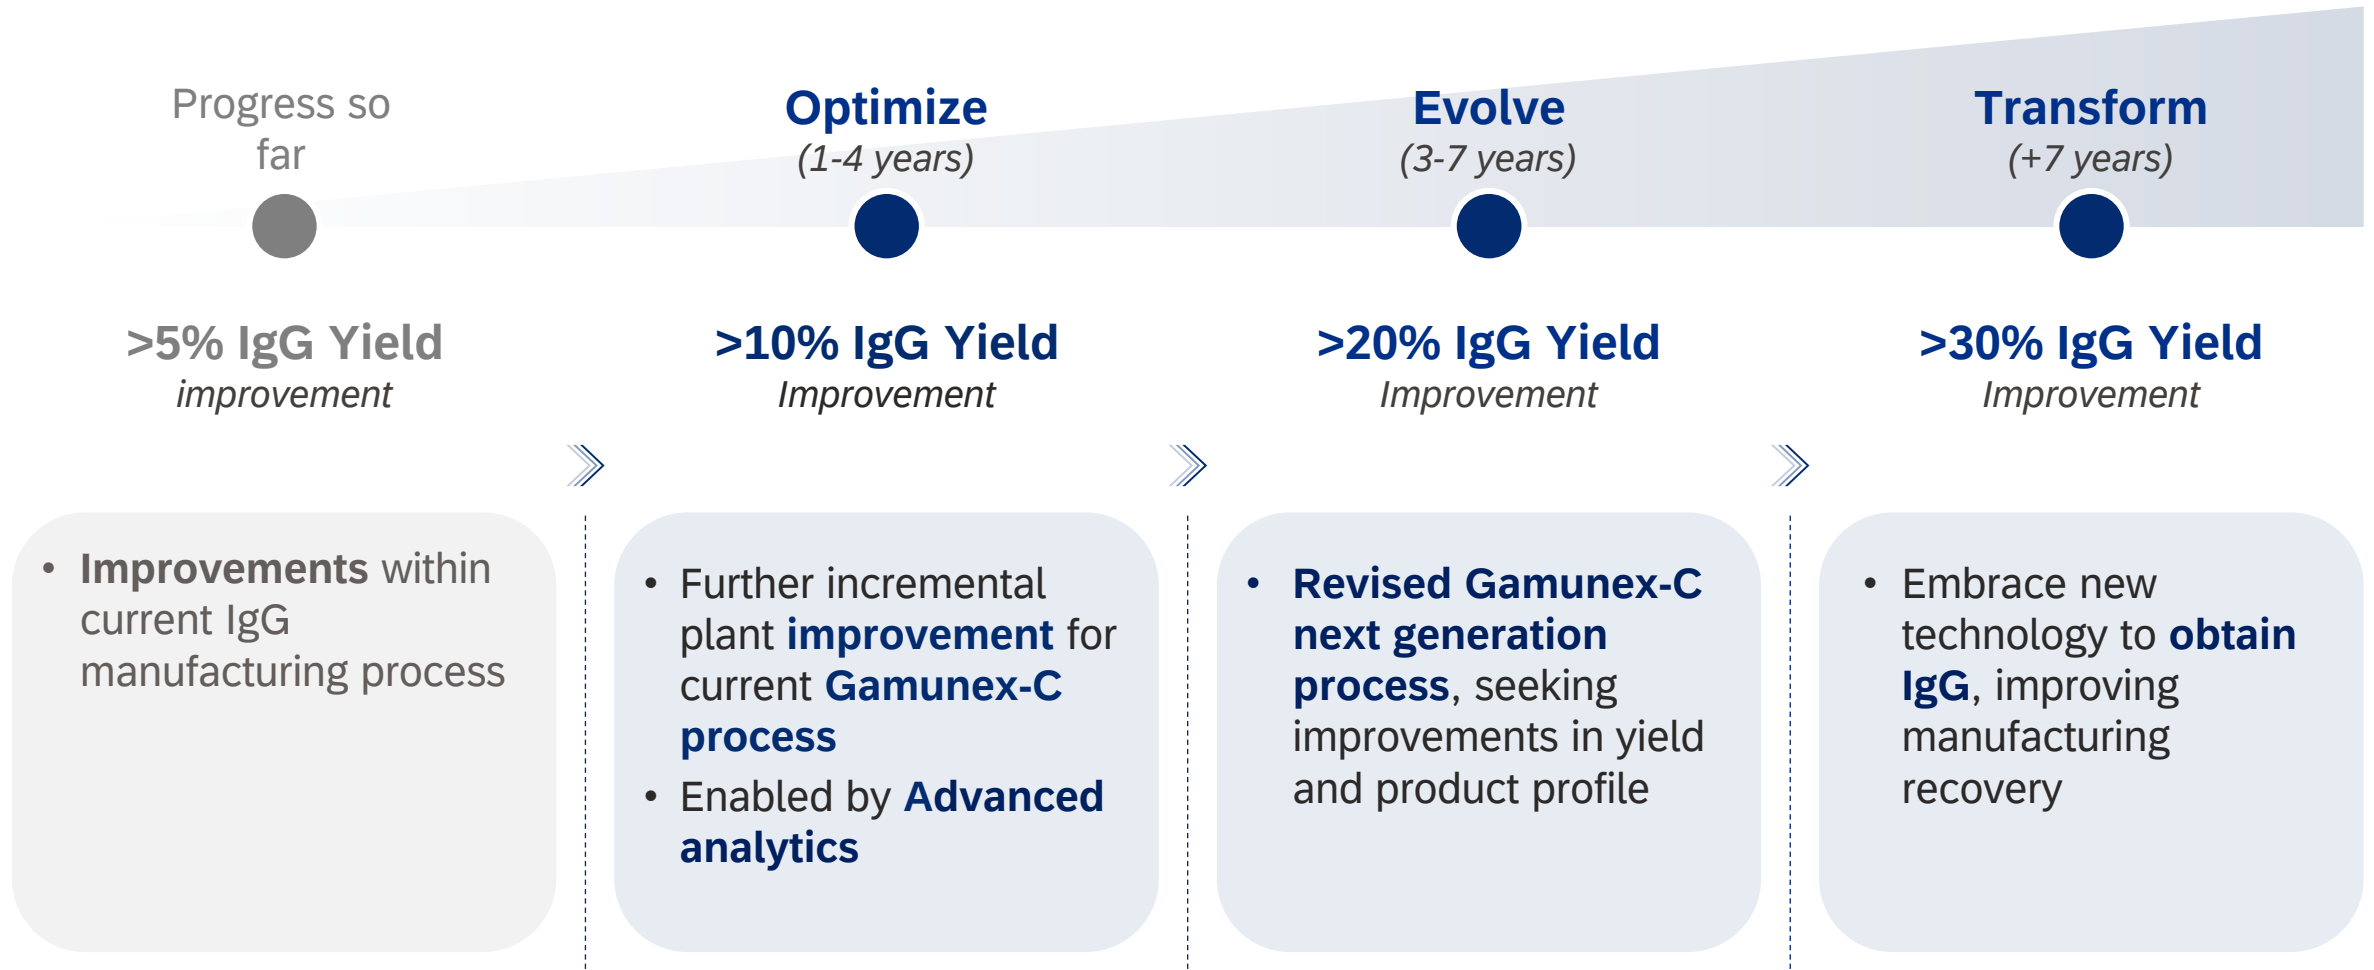 Progress so
far
>5% IgG Yield
improvement
• Improvements within
current IgG
manufacturing process
Optimize
(1-4 years)
>10% IgG Yield
Improvement
• Further incremental
plant improvement for
current Gamunex-C
process
• Enabled by Advanced
analytics
Evolve
(3-7 years)
>20% IgG Yield
Improvement
• Revised Gamunex-C
next generation
process, seeking
improvements in yield
and product profile
Transform
(+7 years)
>30% IgG Yield
Improvement
• Embrace new
technology to obtain
IgG, improving
manufacturing
recovery